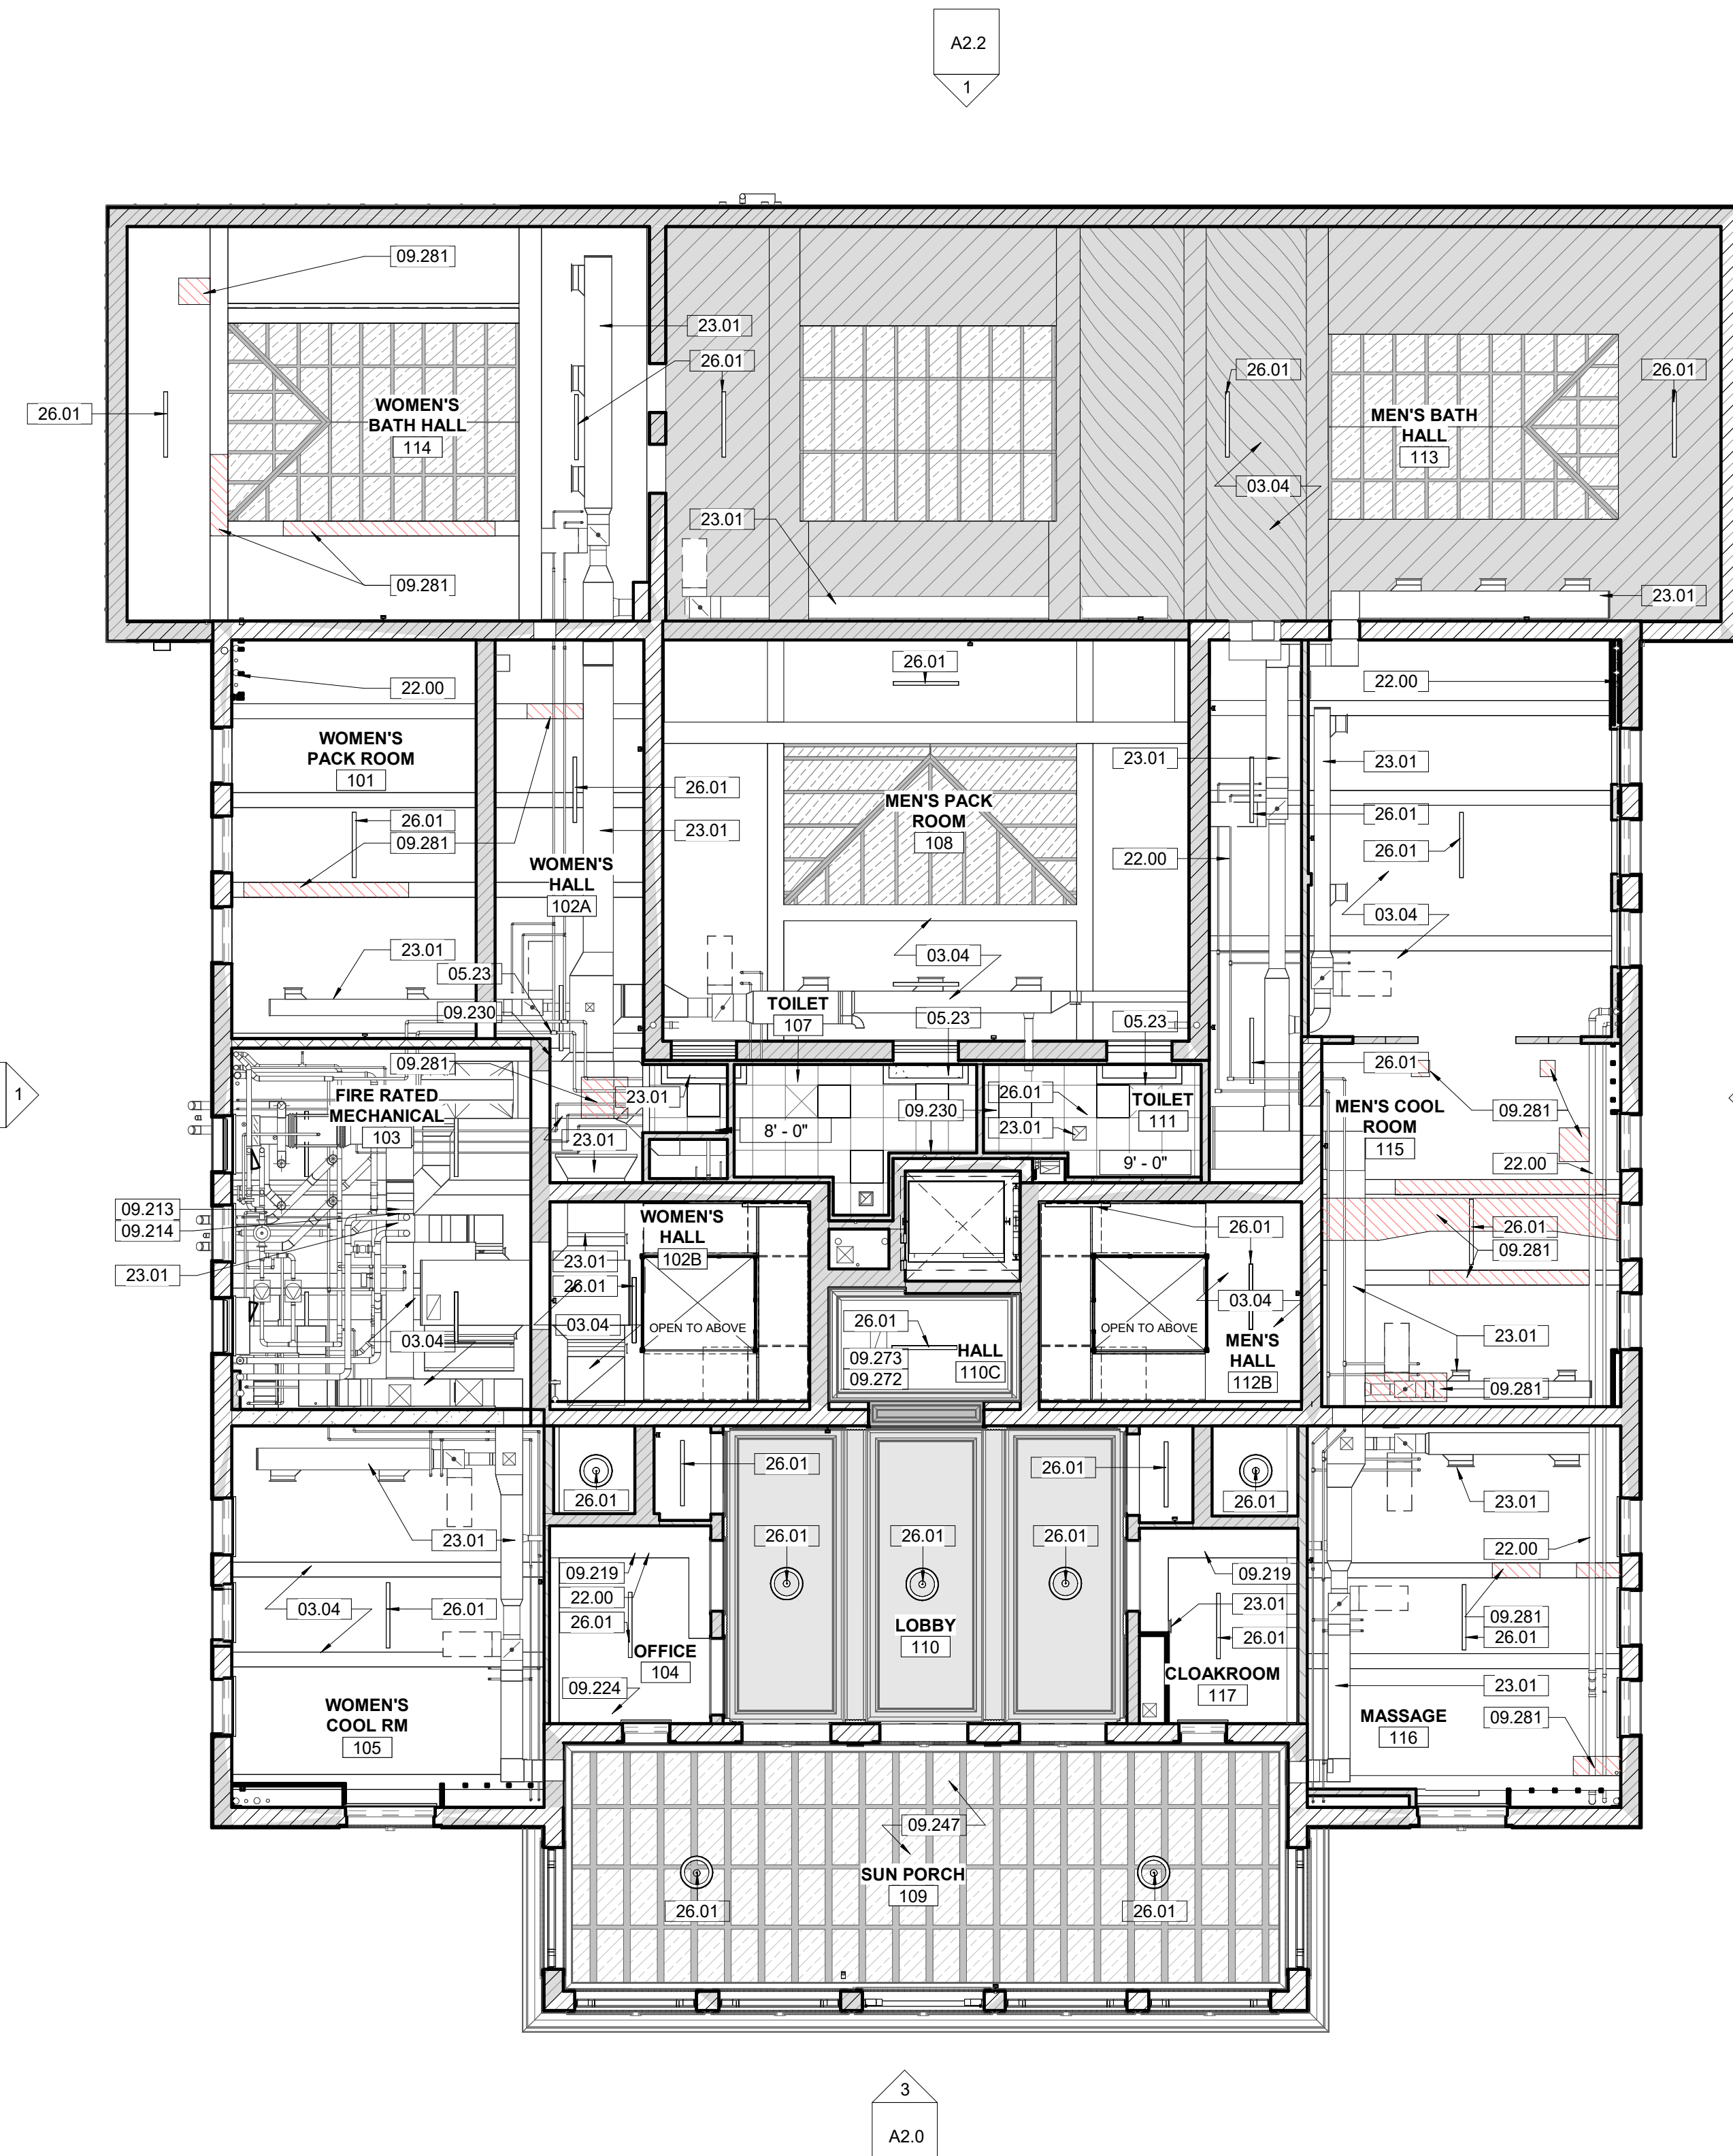 A2.2
1
09.281
23.01
26.01
26.01
26.01
26.01
WOMEN'S
BATH HALL
114
MEN'S BATH
HALL
113
03.04
23.01
09.281
23.01
26.01
22.00
22.00
WOMEN'S
PACK ROOM
101
23.01
23.01
26.01
MEN'S PACK
ROOM
108
26.01
09.281
26.01
23.01
26.01
WOMEN'S
HALL
102A
22.00
03.04
23.01
03.04
05.23
TOILET
107
09.230
05.23
05.23
09.281
26.01
1
FIRE RATED
MECHANICAL
103
23.01
26.01
TOILET
111
MEN'S COOL
ROOM
115
09.230
09.281
8' - 0"
23.01
23.01
9' - 0"
22.00
09.213
09.214
WOMEN'S
HALL
102B
26.01
26.01
09.281
23.01
23.01
26.01
03.04
03.04
OPEN TO ABOVE
OPEN TO ABOVE
26.01
23.01
03.04
MEN'S
HALL
112B
09.273
09.272
HALL
110C
09.281
26.01
26.01
26.01
26.01
23.01
26.01
26.01
26.01
23.01
22.00
09.219
09.219
22.00
23.01
03.04
26.01
26.01
26.01
09.281
26.01
LOBBY
110
OFFICE
104
CLOAKROOM
117
09.224
23.01
WOMEN'S
COOL RM
105
MASSAGE
116
09.281
09.247
SUN PORCH
109
26.01
26.01
3
A2.0